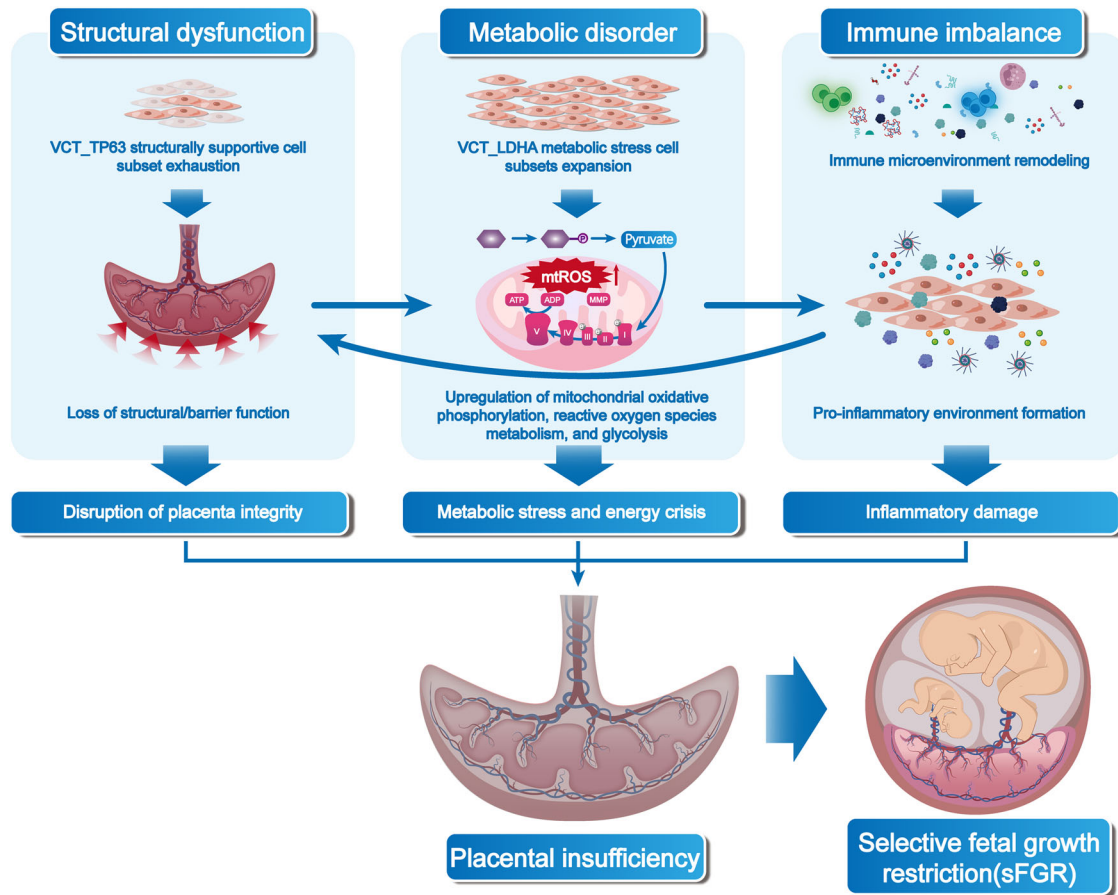 Structural dysfunction
Metabolic disorder
Immune imbalance
VCT_TP63 structurally supportive cell
subset exhaustion
VCT_LDHA metabolic stress cell
subsets expansion
Immune microenvironment remodeling
P
Pyruvate
mtROS
ATP
ADP
MMP
V
IV
III
II
I
Loss of structural/barrier function
Upregulation of mitochondrial oxidative
phosphorylation, reactive oxygen species
metabolism, and glycolysis
Pro-inflammatory environment formation
Disruption of placenta integrity
Metabolic stress and energy crisis
Inflammatory damage
Placental insufficiency
Selective fetal growth
restriction(sFGR)